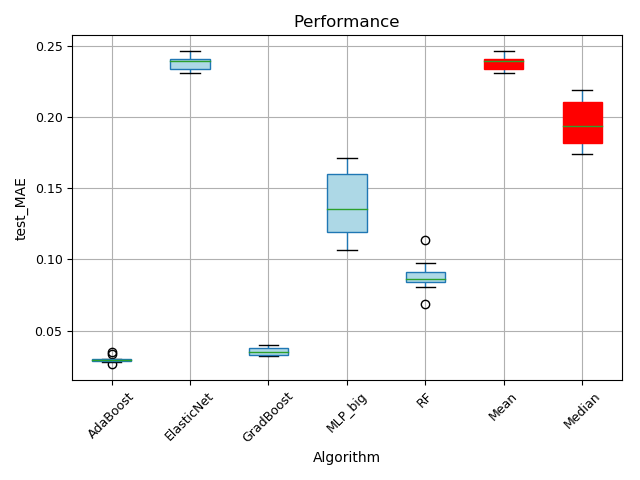 Performance
0.25
0.20
0.15
0.10
0.05
test_MAE
AdaBoost
ElasticNet
GradBoost
MLP_big
RF
Mean
Median
Algorithm